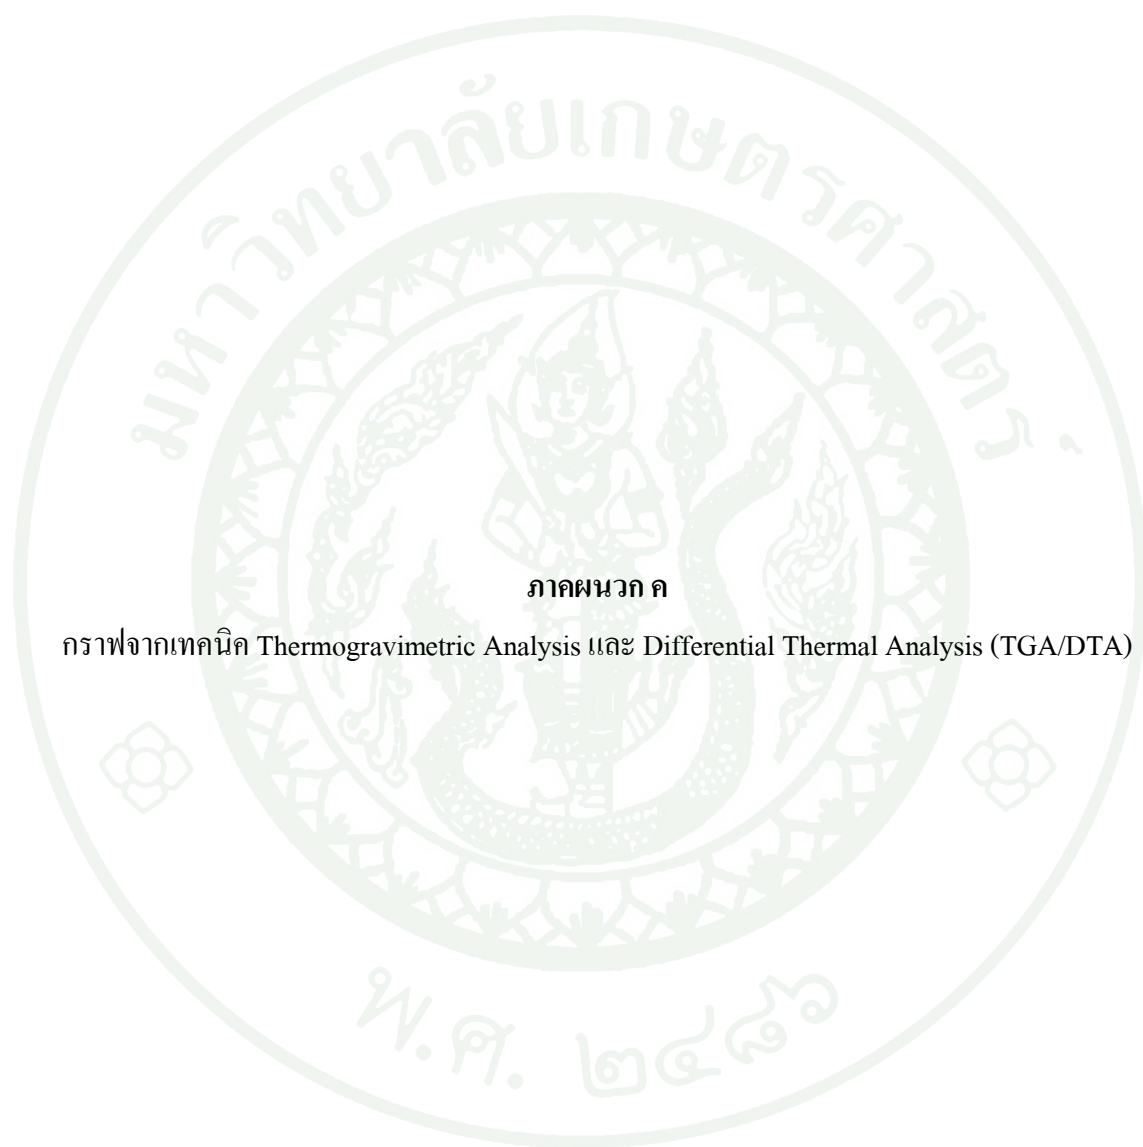 มหาวิทยาลัยเกษตรศาสตร์
ภาคผนวก ค
กราฟจากเทคนิค Thermogravimetric Analysis และ Differential Thermal Analysis (TGA/DTA)
พ.ศ. ๒๔๘๖